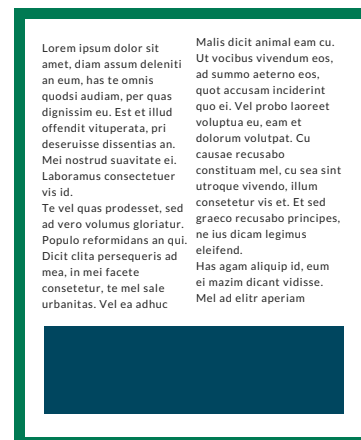 Lorem ipsum dolor sit
amet, diam assum deleniti
an eum, has te omnis
quodsi audiam, per quas
dignissim eu. Est et illud
offendit vituperata, pri
deseruisse dissentias an.
Mei nostrud suavitate ei.
Laboramus consectetuer
vis id.
Te vel quas prodesset, sed
ad vero volumus gloriatur.
Populo reformidans an qui.
Dicit clita persequeris ad
mea, in mei facete
consetetur, te mel sale
urbanitas. Vel ea adhuc
Malis dicit animal eam cu.
Ut vocibus vivendum eos,
ad summo aeterno eos,
quot accusam inciderint
quo ei. Vel probo laoreet
voluptua eu, eam et
dolorum volutpat. Cu
causae recusabo
constituam mel, cu sea sint
utroque vivendo, illum
consetetur vis et. Et sed
graeco recusabo principes,
ne ius dicam legimus
eleifend.
Has agam aliquip id, eum
ei mazim dicant vidisse.
Mel ad elitr aperiam